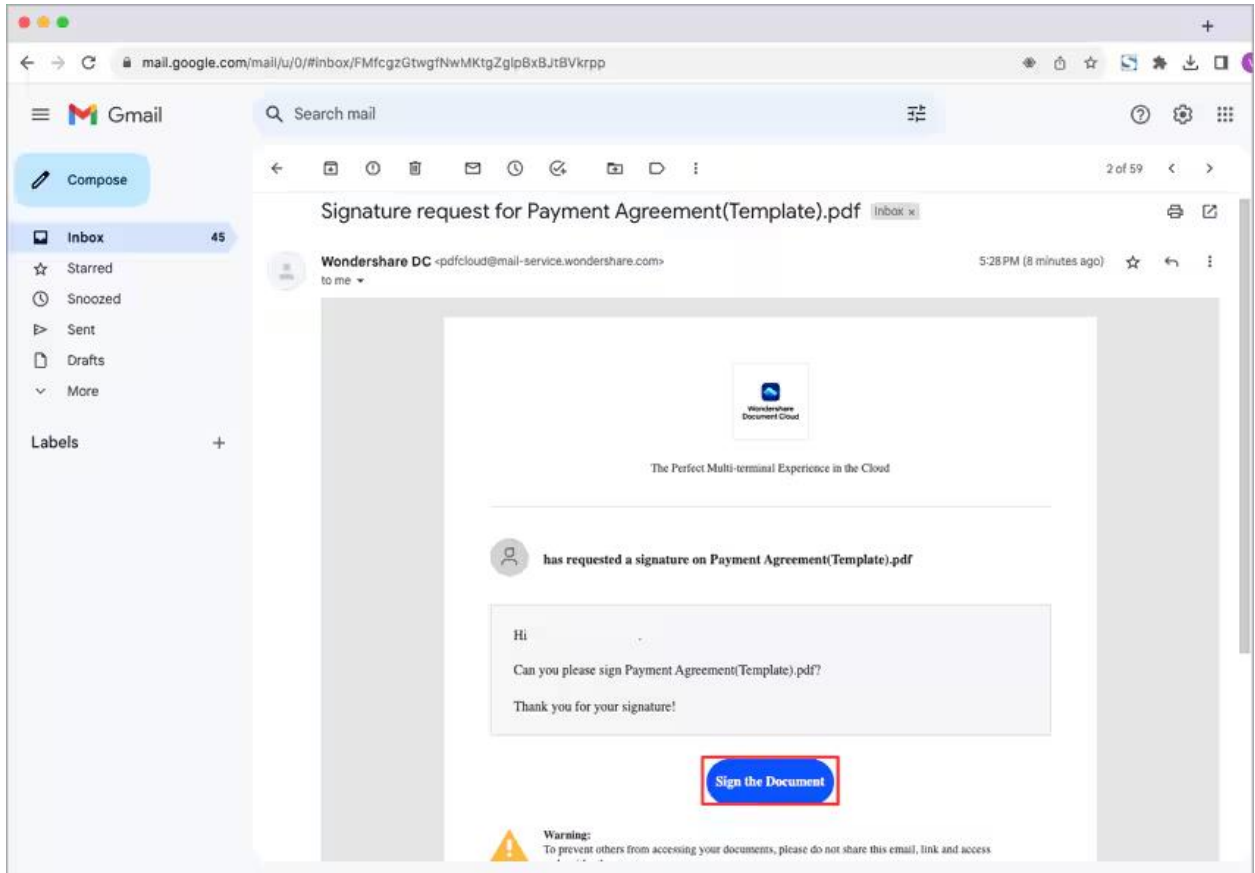 mail.google.com/mail/u/0/#inbox/FMfcgzGtwgfNwMKtgZglpBxBJtBVkrpp
Gmail
Search mail
Compose
2 of 59
Signature request for Payment Agreement(Template).pdf Inbox x
Inbox 45
Wondershare DC <pdfcloud@mail-service.wondershare.com> 5:28 PM (8 minutes ago)
to me
Starred
Snoozed
Sent
Drafts
More
Labels +
Wondershare
Document Cloud
The Perfect Multi-terminal Experience in the Cloud
has requested a signature on Payment Agreement(Template).pdf
Hi .
Can you please sign Payment Agreement(Template).pdf?
Thank you for your signature!
Sign the Document
Warning:
To prevent others from accessing your documents, please do not share this email, link and access